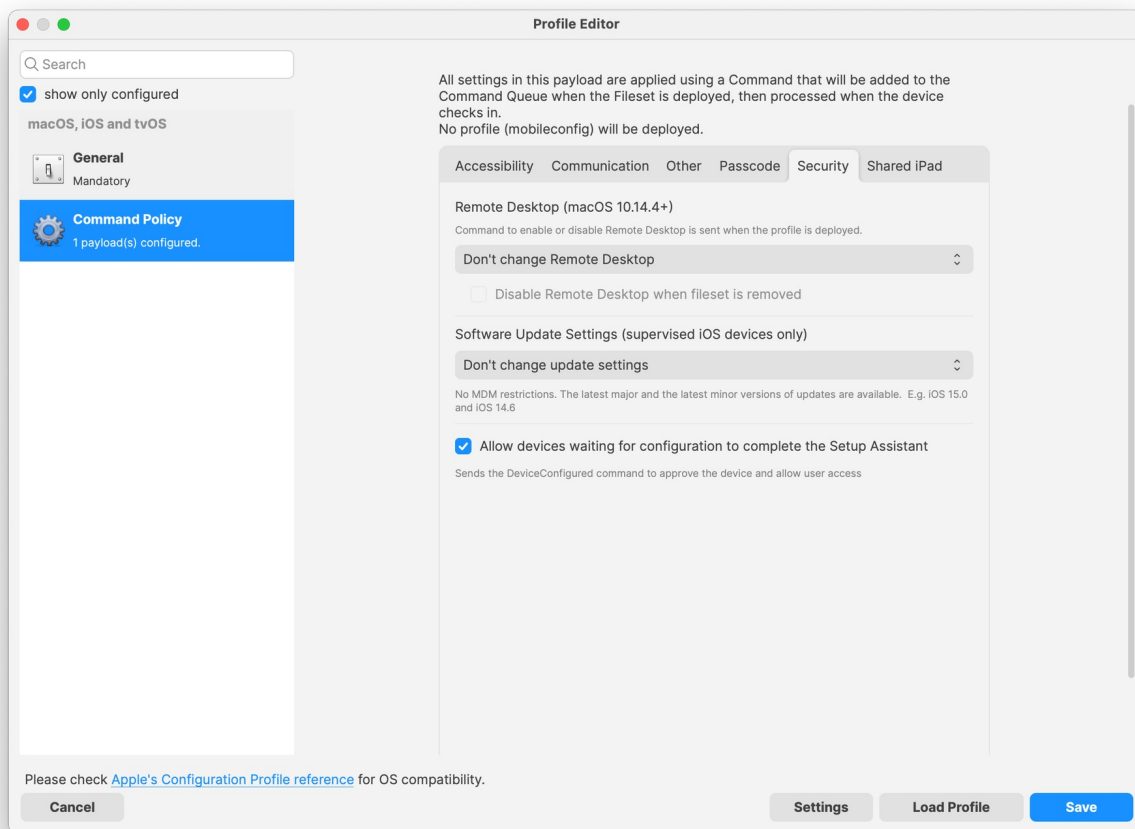 Profile Editor
Search
show only configured
macOS, iOS and tvOS
General
Mandatory
Command Policy
1 payload(s) configured.
All settings in this payload are applied using a Command that will be added to the
Command Queue when the Fileset is deployed, then processed when the device
checks in.
No profile (mobileconfig) will be deployed.
Accessibility Communication Other Passcode Security Shared iPad
Remote Desktop (macOS 10.14.4+)
Command to enable or disable Remote Desktop is sent when the profile is deployed.
Don't change Remote Desktop
Disable Remote Desktop when fileset is removed
Software Update Settings (supervised iOS devices only)
Don't change update settings
No MDM restrictions. The latest major and the latest minor versions of updates are available. E.g. iOS 15.0
and iOS 14.6
Allow devices waiting for configuration to complete the Setup Assistant
Sends the DeviceConfigured command to approve the device and allow user access
Please check Apple's Configuration Profile reference for OS compatibility.
Cancel Settings Load Profile Save